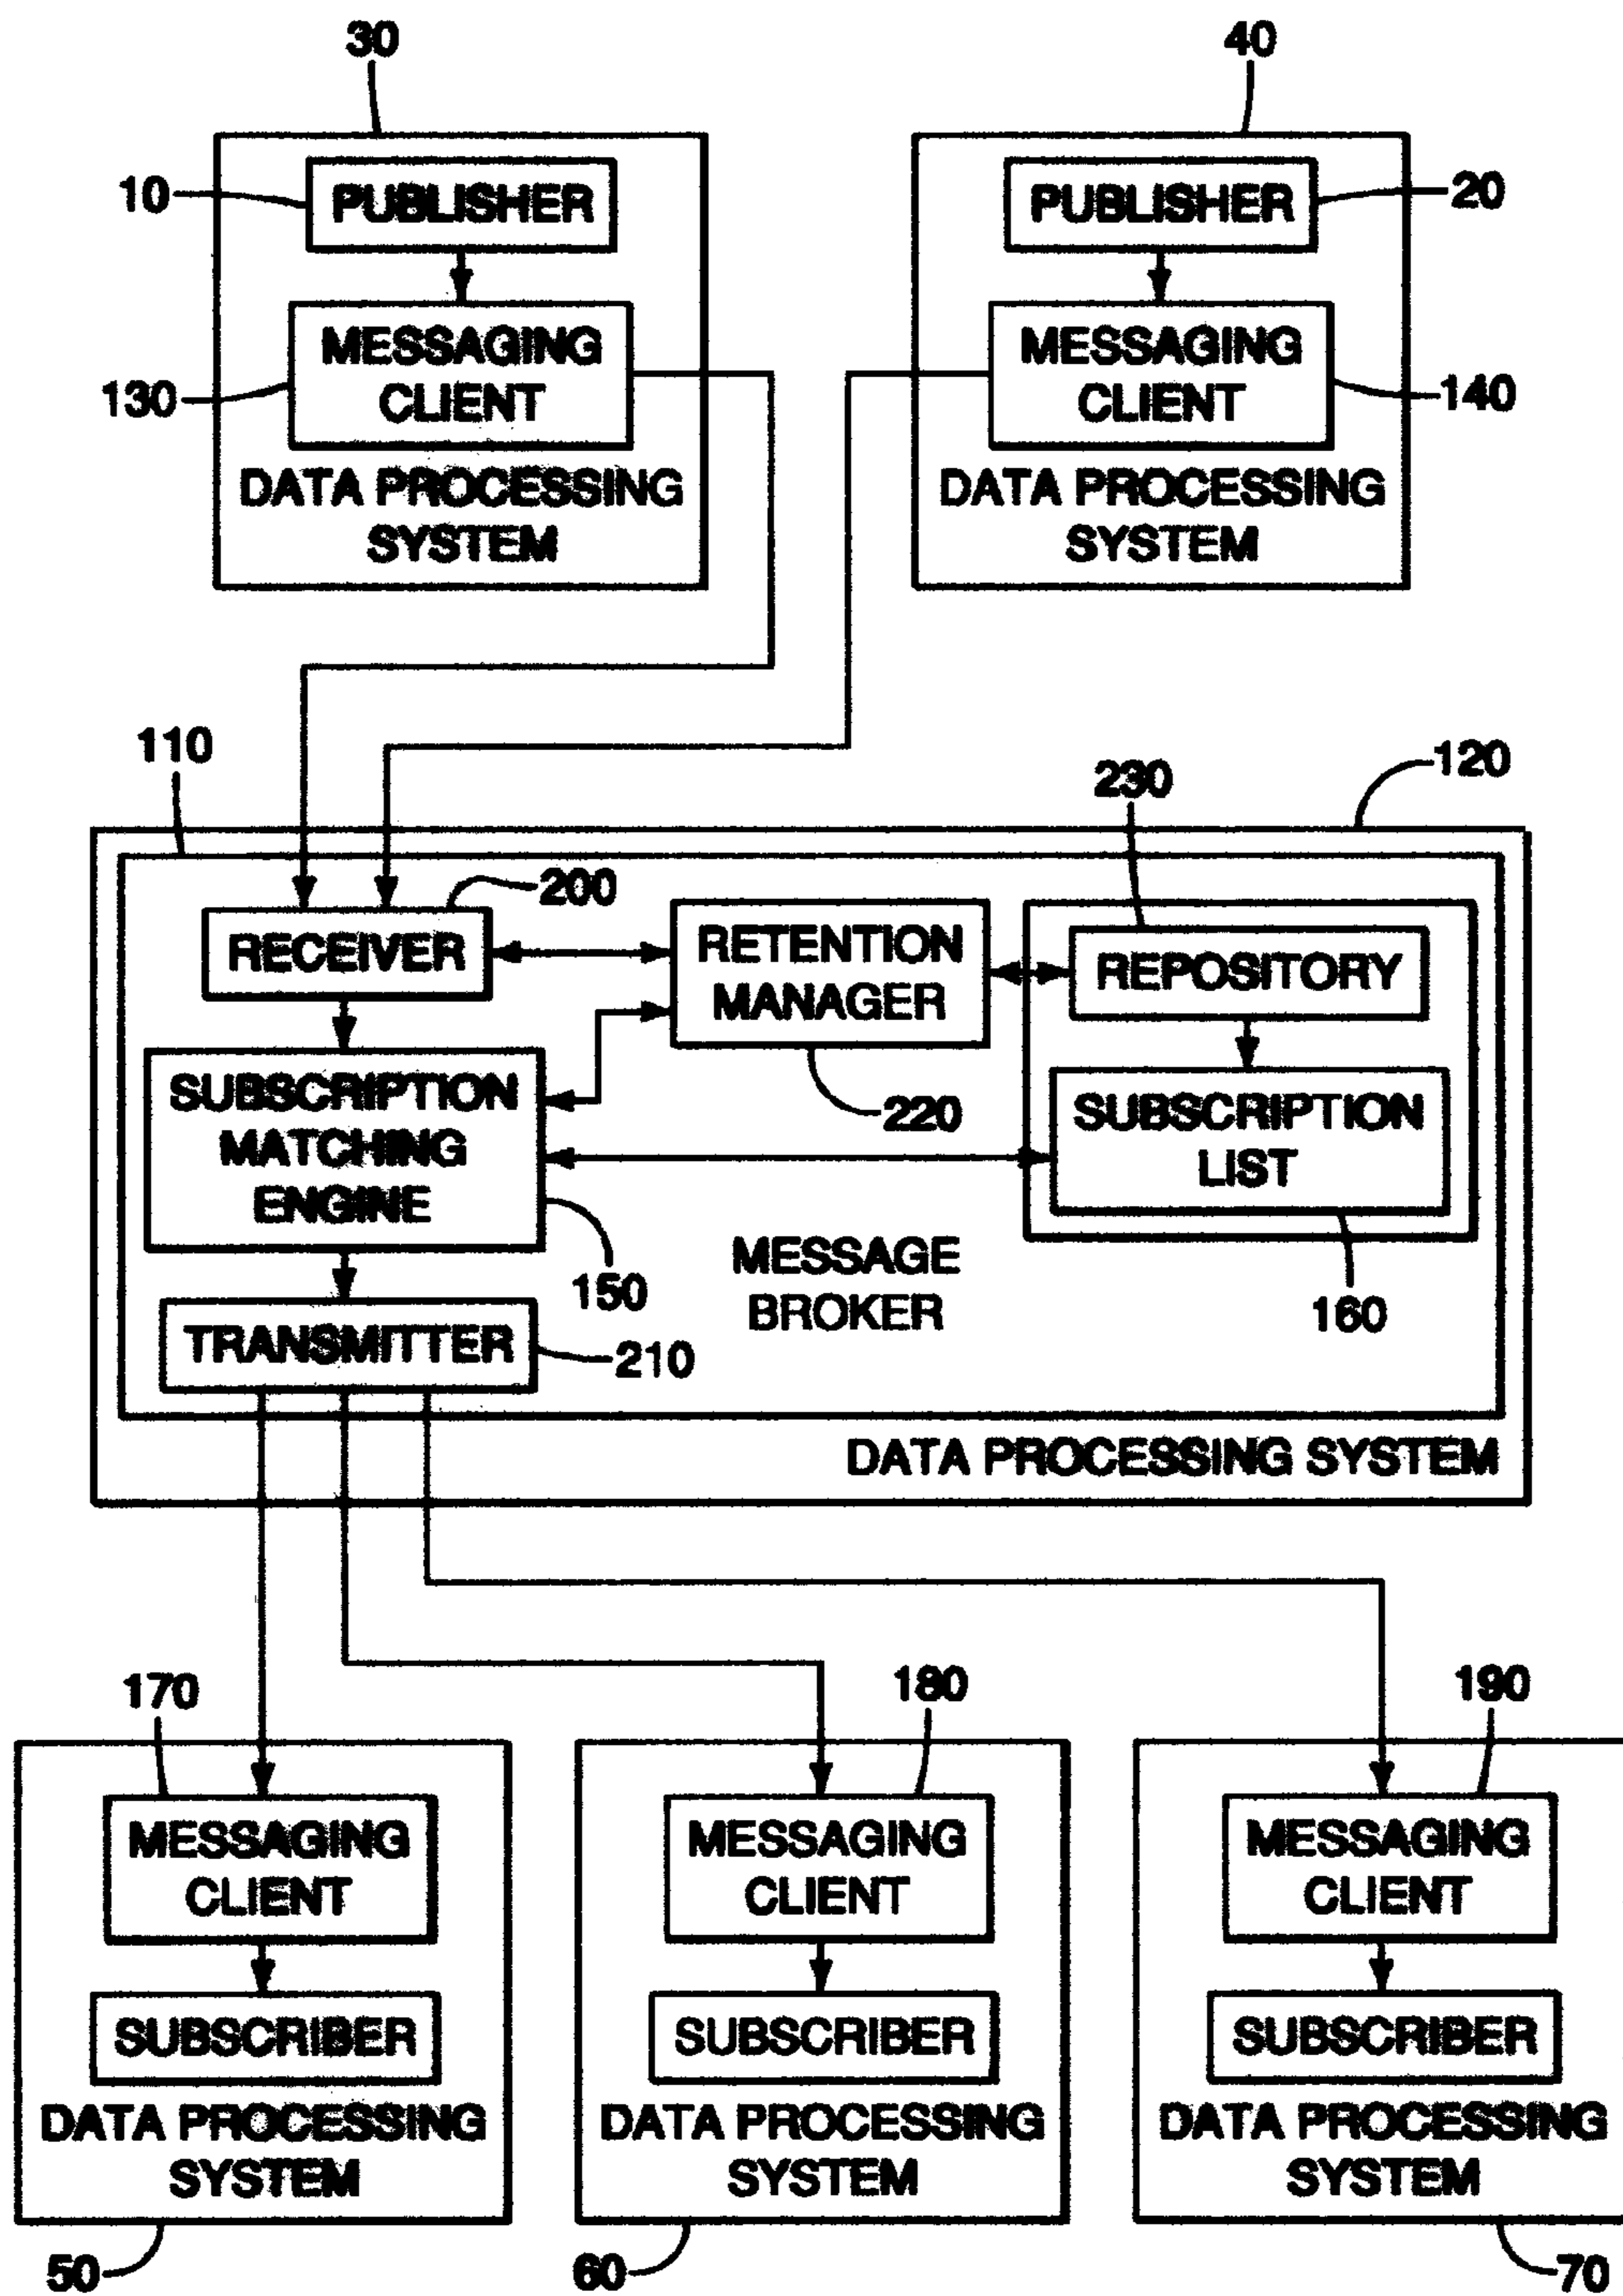 30
40
10
PUBLISHER
PUBLISHER
20
MESSAGING
CLIENT
130
MESSAGING
CLIENT
140
DATA PROCESSING
SYSTEM
DATA PROCESSING
SYSTEM
110
120
230
200
RECEIVER
RETENTION
MANAGER
REPOSITORY
SUBSCRIPTION
MATCHING
ENGINE
220
SUBSCRIPTION
LIST
150
MESSAGE
BROKER
160
TRANSMITTER
210
DATA PROCESSING SYSTEM
170
180
190
MESSAGING
CLIENT
MESSAGING
CLIENT
MESSAGING
CLIENT
SUBSCRIBER
SUBSCRIBER
SUBSCRIBER
DATA PROCESSING
SYSTEM
DATA PROCESSING
SYSTEM
DATA PROCESSING
SYSTEM
50
60
70